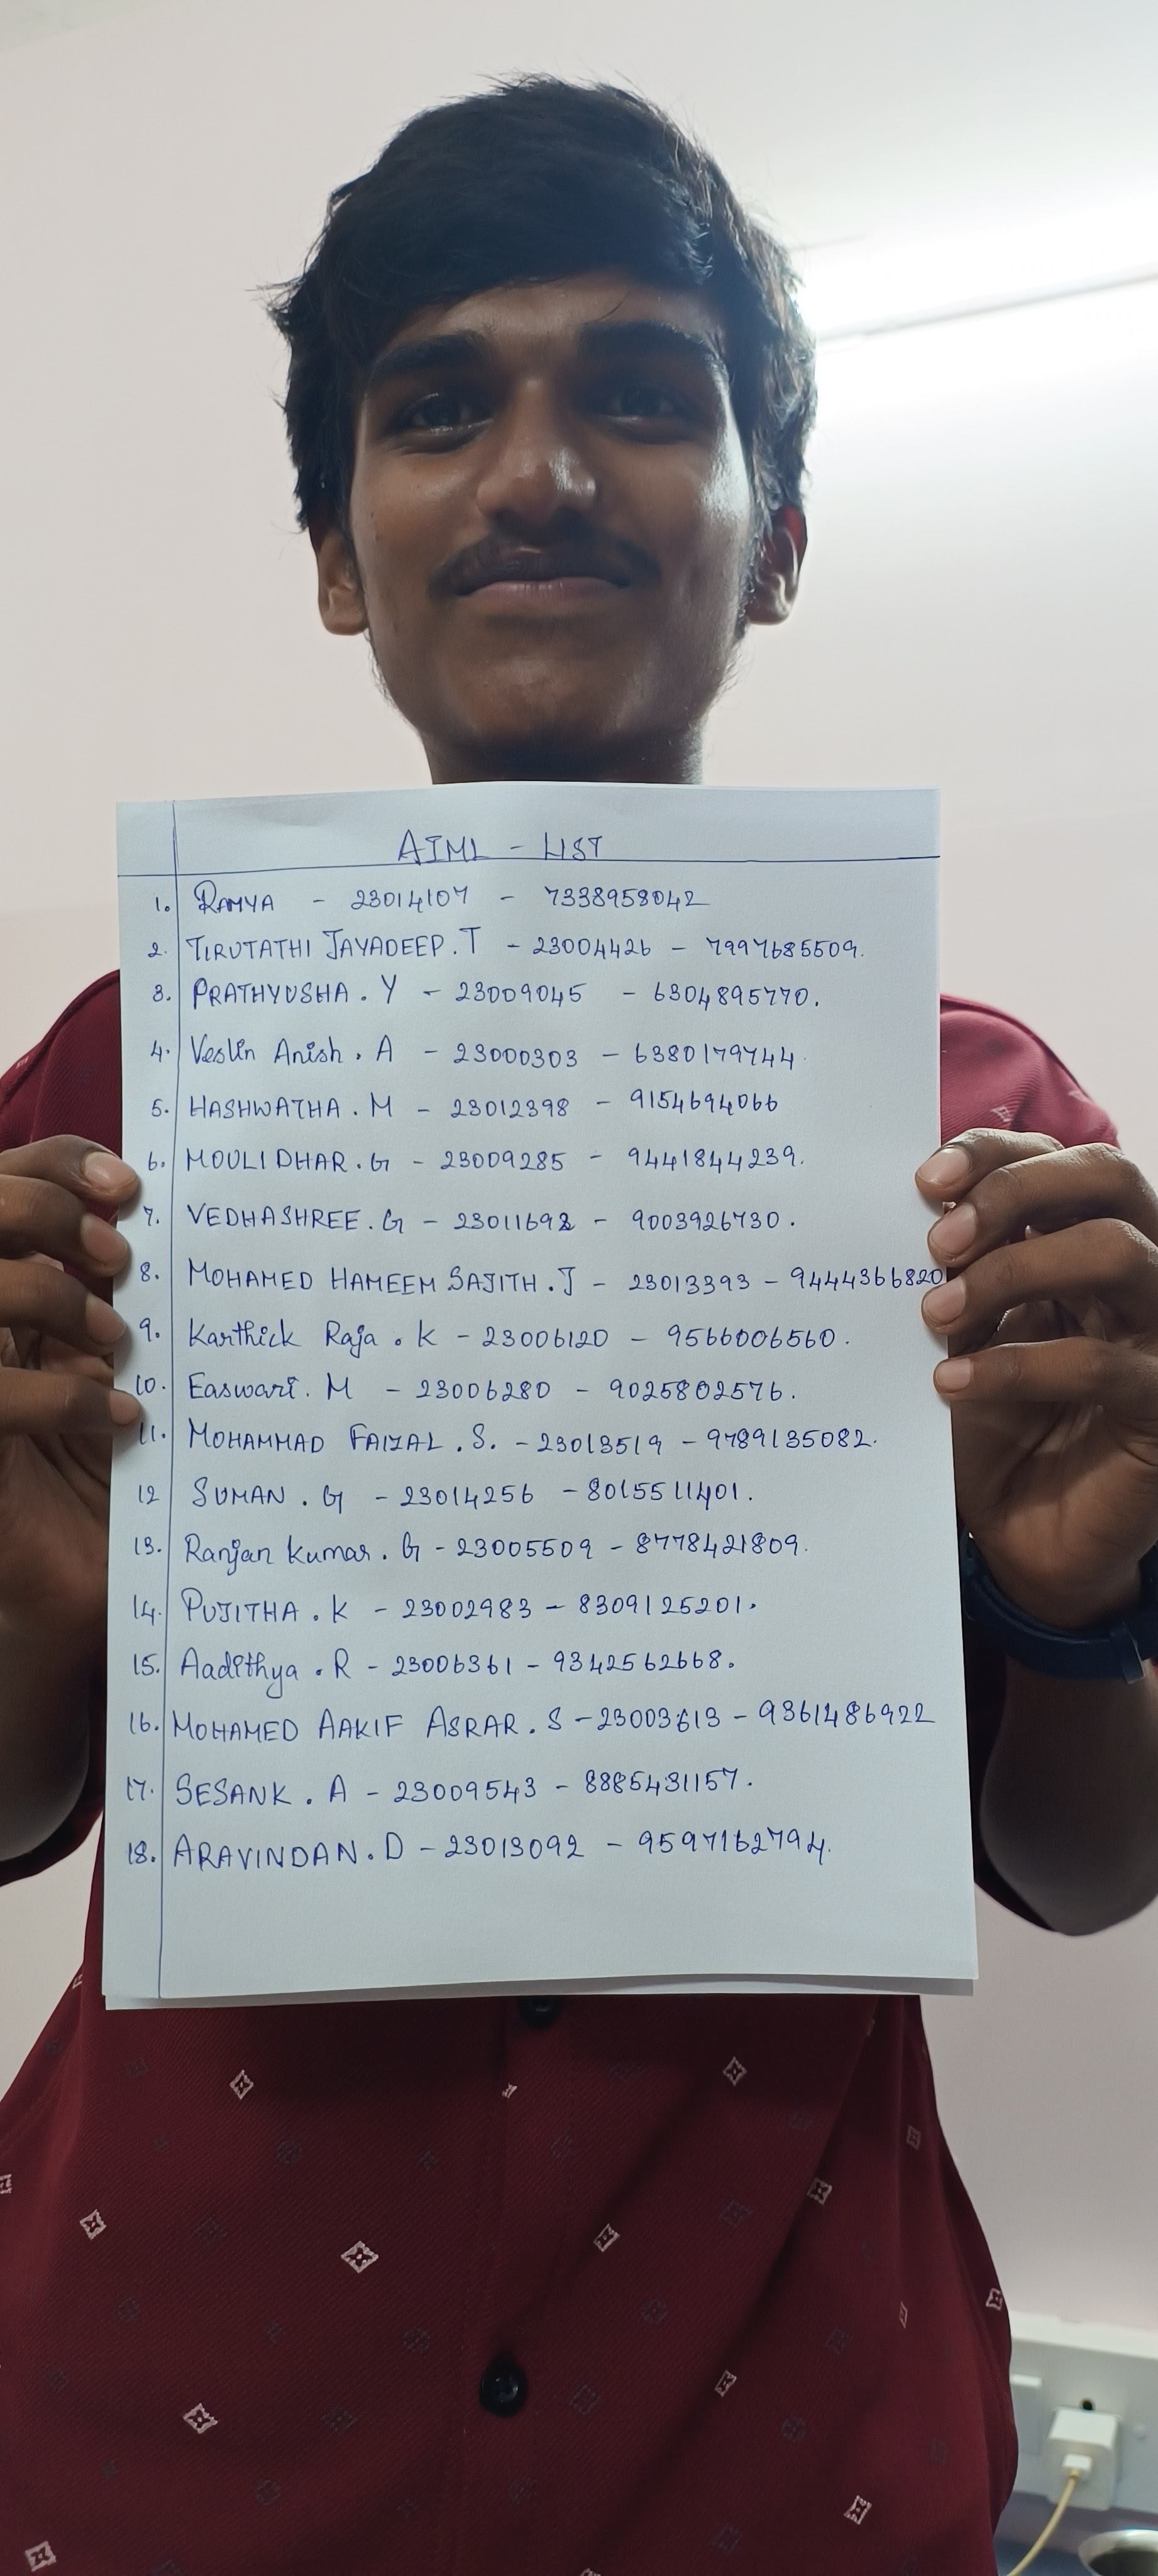 AIML - LIST
1. RAMYA - 23014107 - 7338958042
2. TIRUTATHI JAYADEEP.T - 23004426 - 7997685509.
3. PRATHYUSHA.Y - 23009045 - 6304895770.
4. Veslin Anish.A - 23000303 - 6380179744
5. HASHWATHA.M - 23012398 - 9154694066
6. MOULIDHAR.G - 23009285 - 9441844239.
7. VEDHASHREE.G - - 9003926730.
8. MOHAMED HAMEEM SAJITH.J - 23013393 - 9444366820
9. Karthick Raja.K - 23006120 - 9566006560.
10. Easwari.M - 23006280 - 9025802576.
11. MOHAMMAD FAIZAL.S. - 23013519 - 9789135082.
12 SUMAN.G - 23014256 - 8015511401.
13. Ranjan Kumar.G - 23005509 - 8778421809.
14. PUJITHA.K - 23002983 - 8309125201.
15. Aadithya.R - 23006361 - 9342562668.
16. MOHAMED AAKIF ASRAR.S - 23003613 - 9361486922
17. SESANK.A - 23009543 - 8885431157.
18. ARAVINDAN.D - 23013092 - 9597162794.